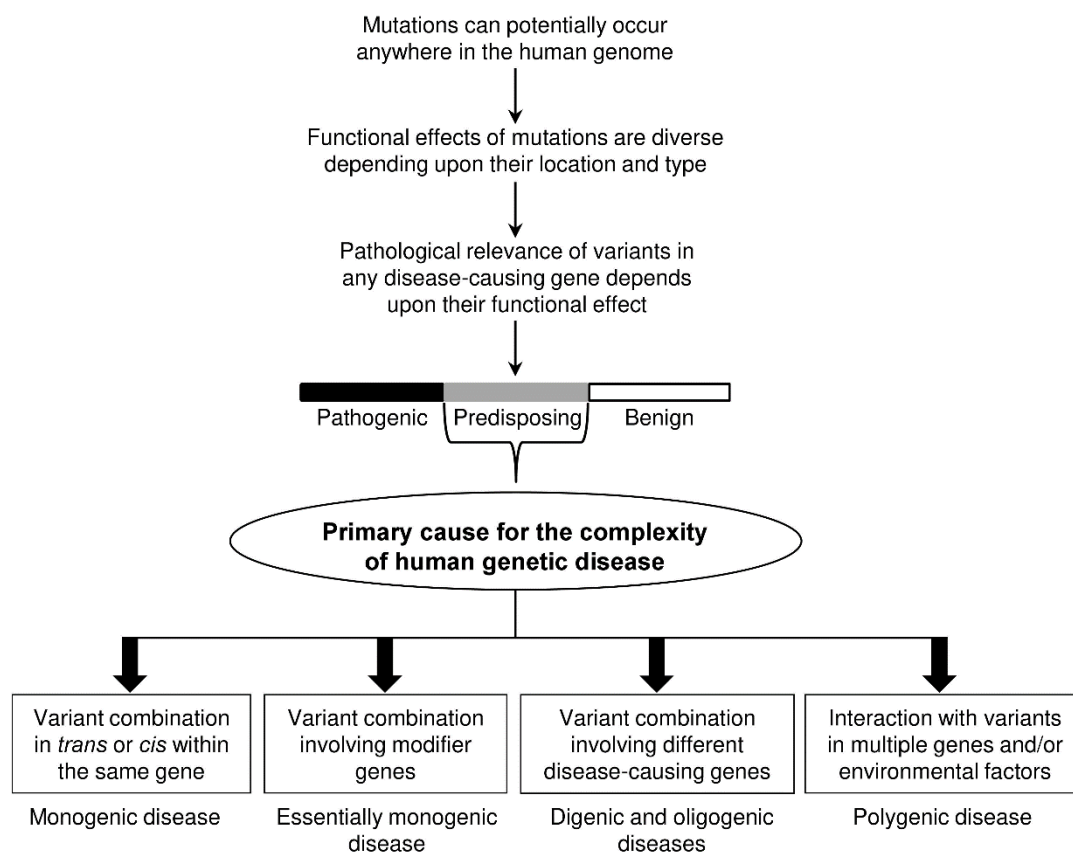 Mutations can potentially occur
anywhere in the human genome
Functional effects of mutations are diverse
depending upon their location and type
Pathological relevance of variants in
any disease-causing gene depends
upon their functional effect
Pathogenic Predisposing Benign
Primary cause for the complexity
of human genetic disease
Variant combination
in trans or cis within
the same gene
Monogenic disease
Variant combination
involving modifier
genes
Essentially monogenic
disease
Variant combination
involving different
disease-causing genes
Digenic and oligogenic
diseases
Interaction with variants
in multiple genes and/or
environmental factors
Polygenic disease